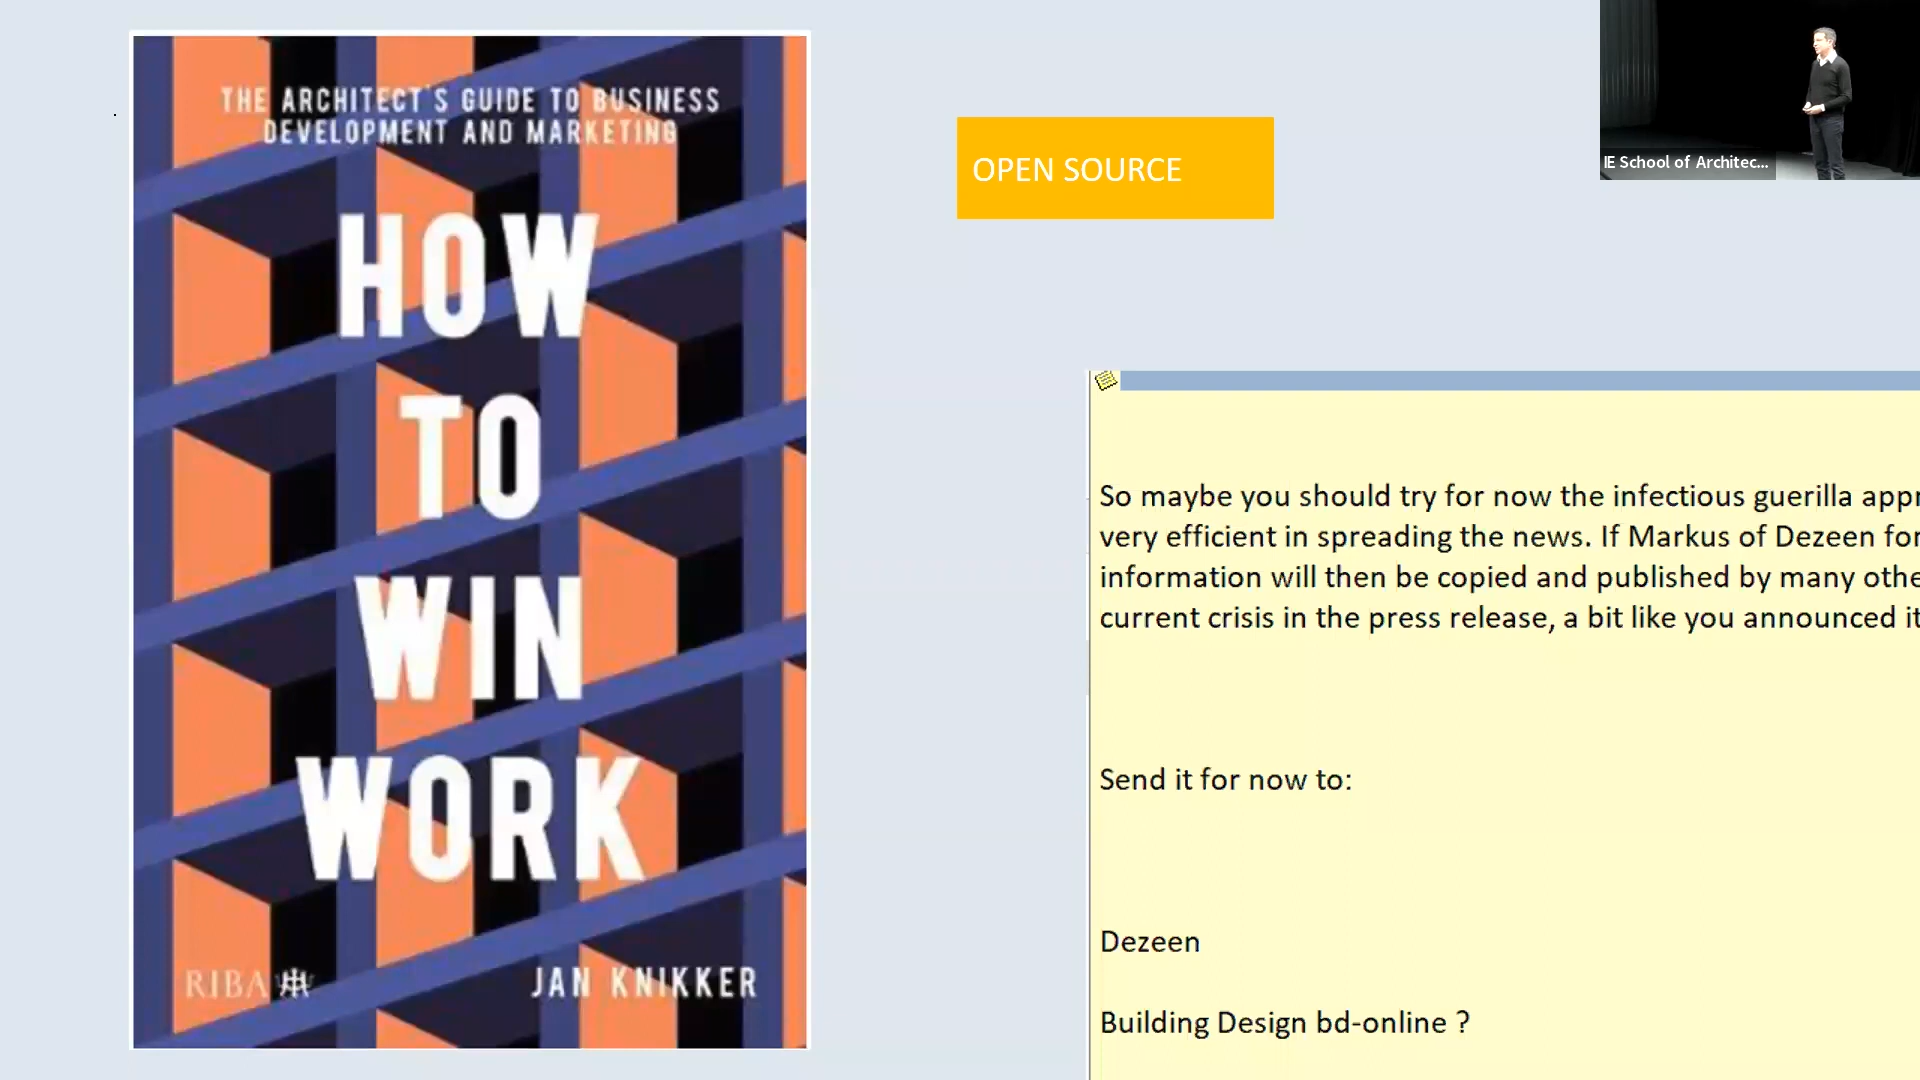 THE ARCHITECT'S GUIDE TO BUSINESS
DEVELOPMENT AND MARKETING
HOW
TO
WIN
WORK
RIBA
JAN KNIKKER
OPEN SOURCE
IE School of Architec...
So maybe you should try for now the infectious guerilla appr
very efficient in spreading the news. If Markus of Dezeen for
information will then be copied and published by many othe
current crisis in the press release, a bit like you announced it
Send it for now to:
Dezeen
Building Design bd-online ?